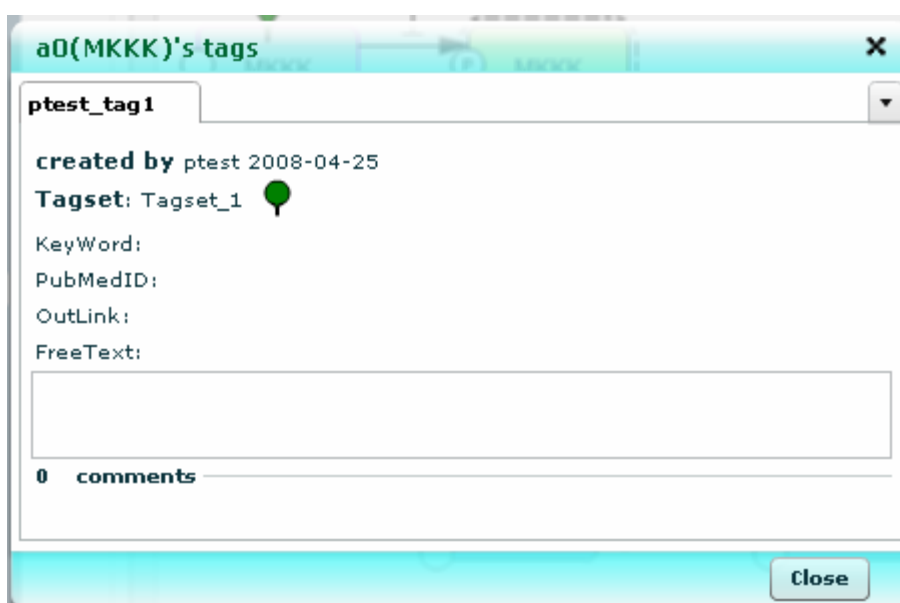 a0(MKKK)'s tags
ptest_tag1
created by ptest 2008-04-25
Tagset: Tagset_1
KeyWord:
PubMedID:
OutLink:
FreeText:
0 comments
Close